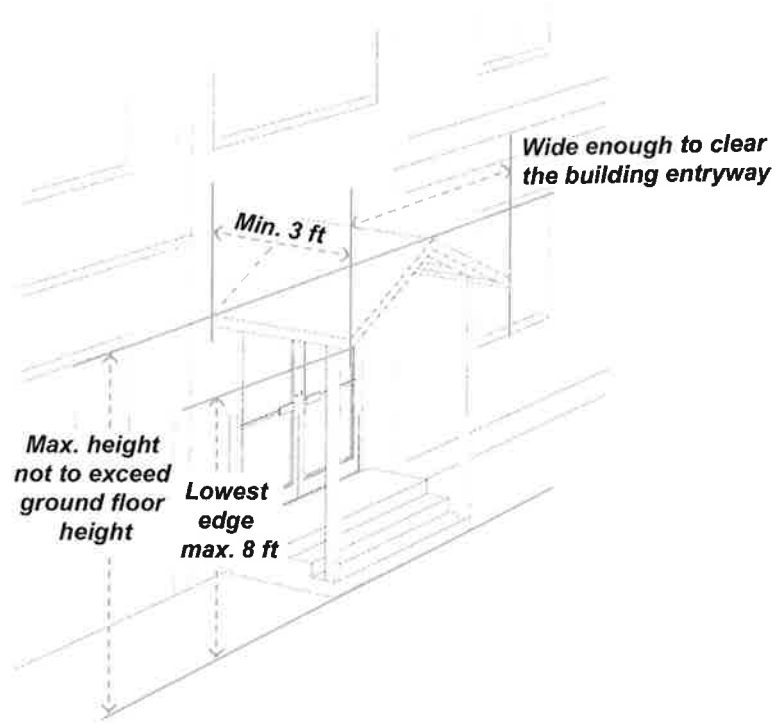 Wide enough to clear
the building entryway
Min. 3 ft
Max. height
not to exceed
ground floor
height
Lowest
edge
max. 8 ft